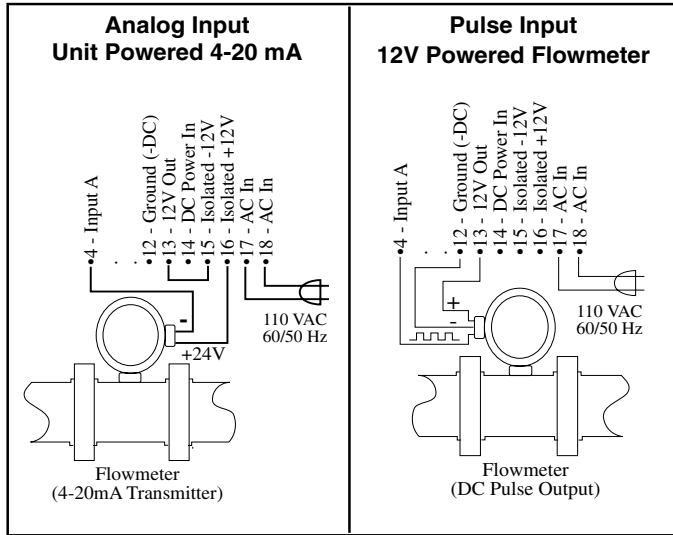 Analog Input
Unit Powered 4-20 mA
4 - Input A
12 - Ground (-DC)
13 - 12V Out
14 - DC Power In
15 - Isolated -12V
16 - Isolated +12V
17 - AC In
18 - AC In
-
+24V
110 VAC
60/50 Hz
Flowmeter
(4-20mA Transmitter)
Pulse Input
12V Powered Flowmeter
4 - Input A
12 - Ground (-DC)
13 - 12V Out
14 - DC Power In
15 - Isolated -12V
16 - Isolated +12V
17 - AC In
18 - AC In
+
-
110 VAC
60/50 Hz
Flowmeter
(DC Pulse Output)